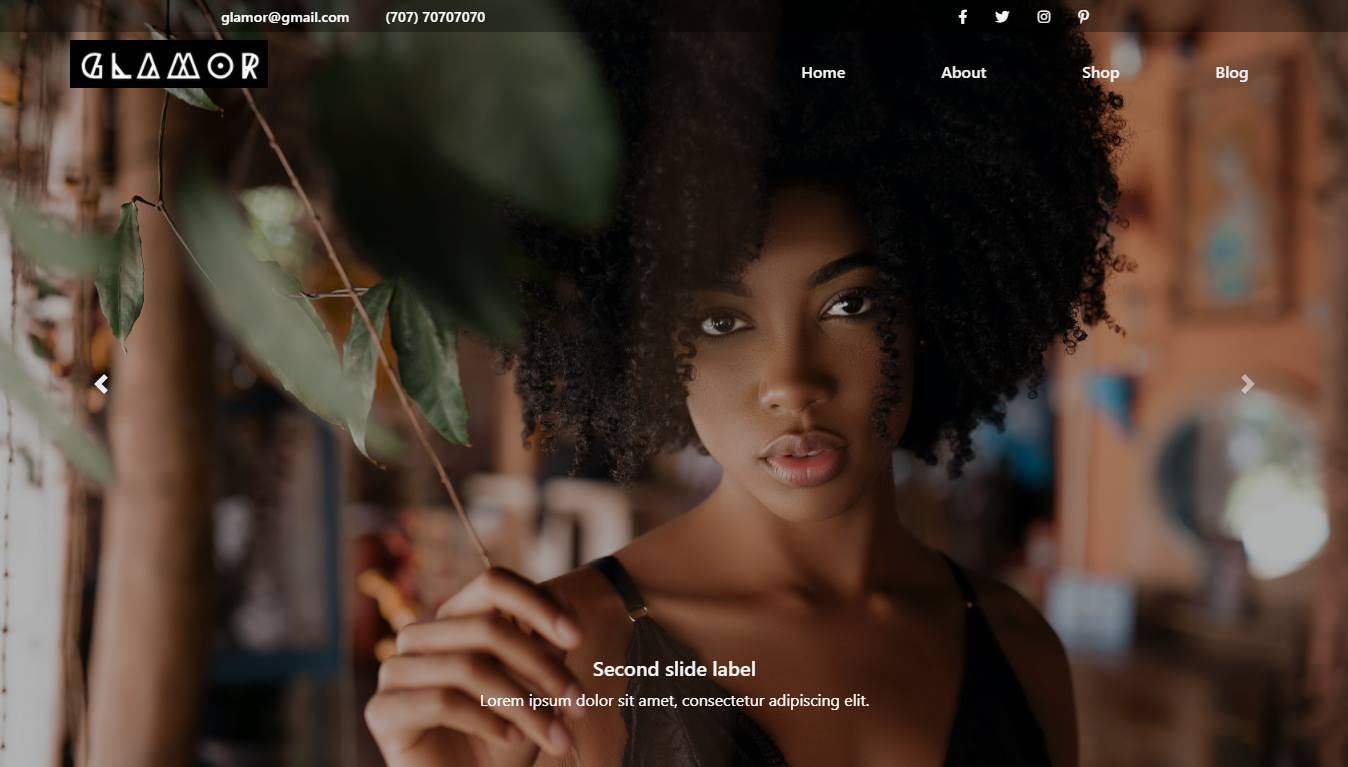 glamor@gmail.com (707) 70707070
GLAMOR
Home About Shop Blog
Second slide label
Lorem ipsum dolor sit amet, consectetur adipiscing elit.